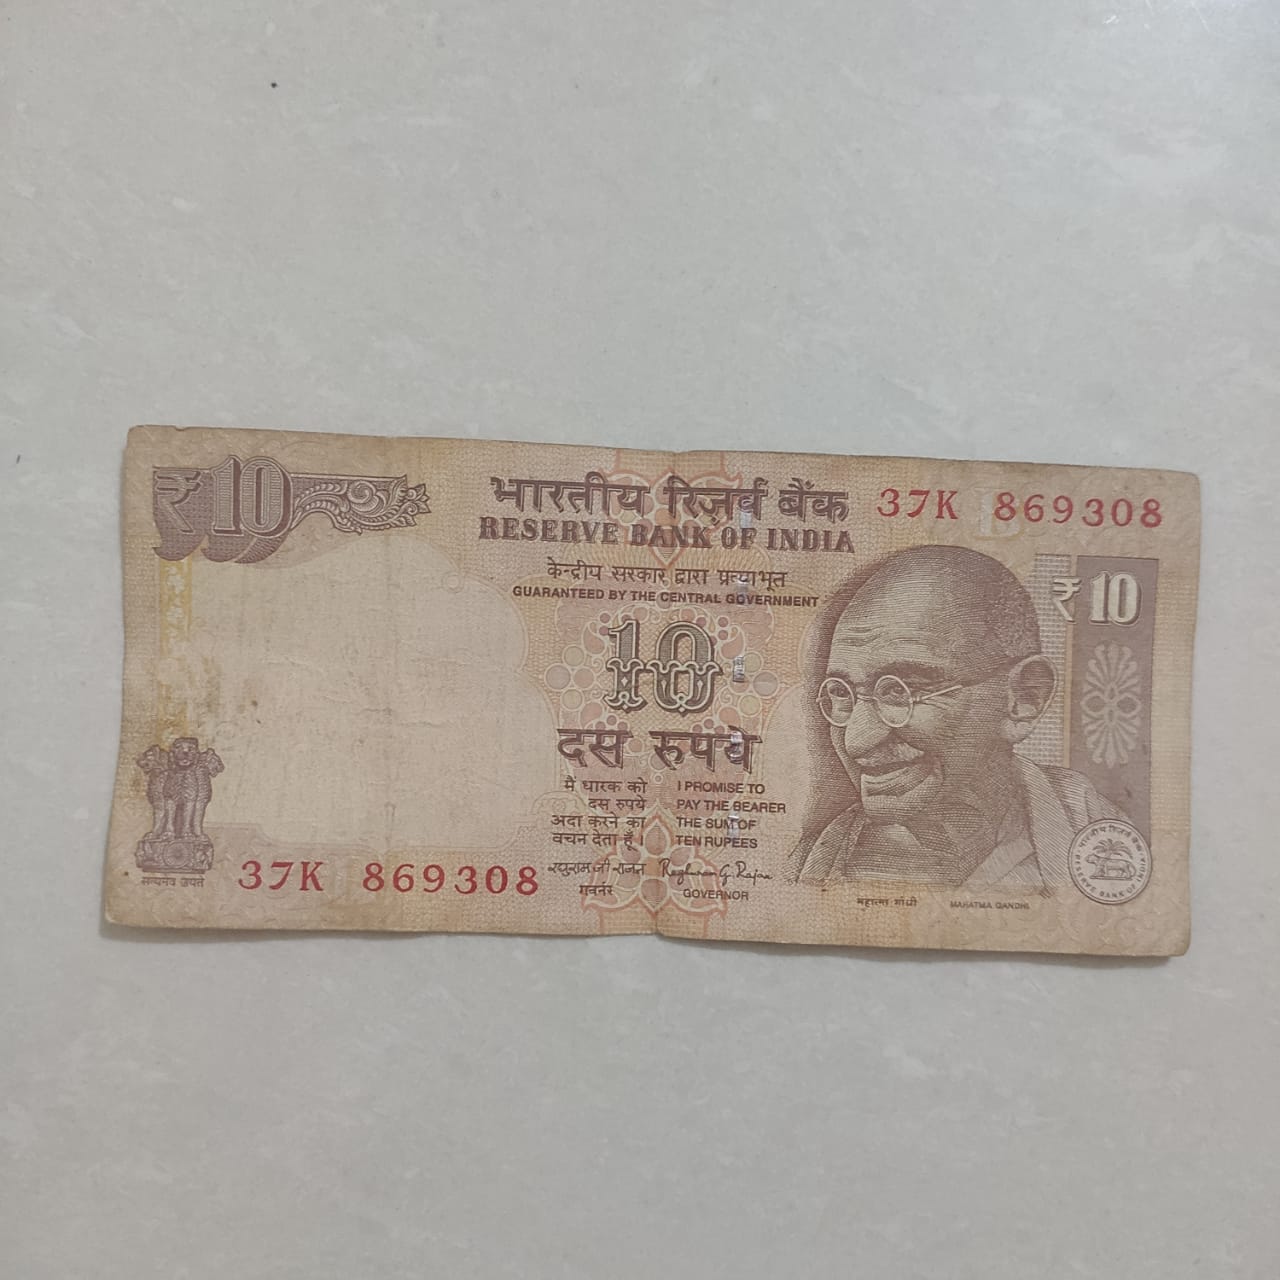 ₹10
भारतीय रिज़र्व बैंक
RESERVE BANK OF INDIA
37K 869308
केन्द्रीय सरकार द्वारा प्रत्याभूत
GUARANTEED BY THE CENTRAL GOVERNMENT
₹10
10
दस रुपये
मैं धारक को
दस रुपये
अदा करने का
वचन देता हूँ।
I PROMISE TO
PAY THE BEARER
THE SUM OF
TEN RUPEES
रघुराम जी राजन
गवर्नर
Raghuram G. Rajan
GOVERNOR
सत्यमेव जयते
37K 869308
महात्मा गांधी
MAHATMA GANDHI
भारतीय रिज़र्व बैंक
RESERVE BANK OF INDIA